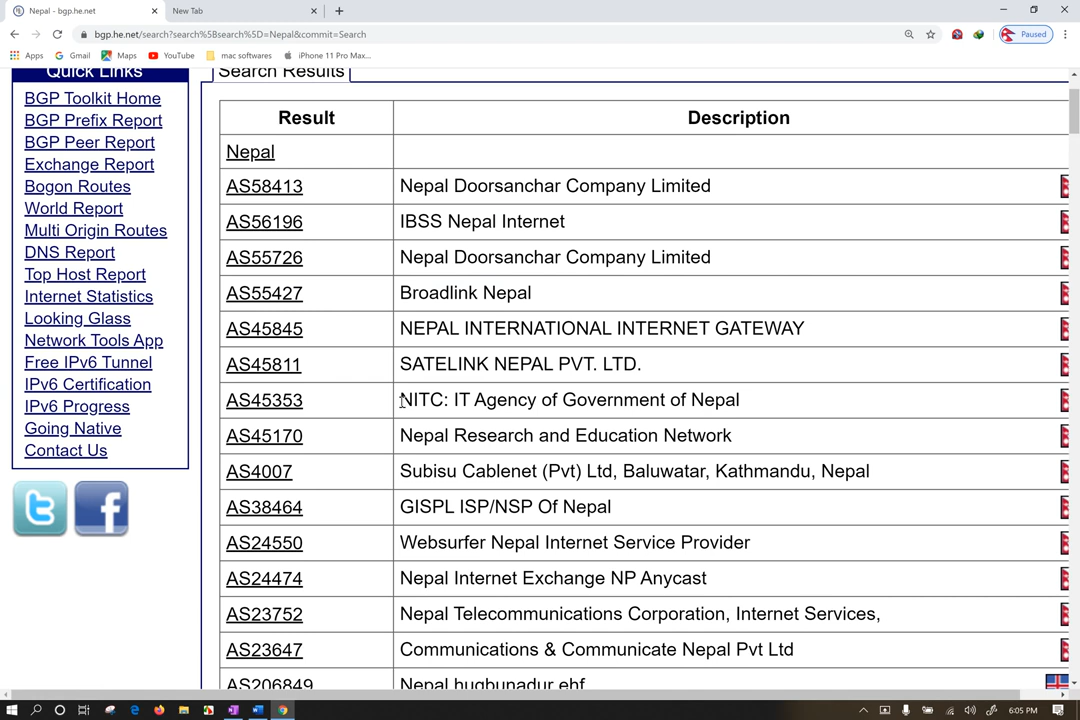 Nepal - bgp.he.net
New Tab
bgp.he.net/search?search%5Bsearch%5D=Nepal&commit=Search
Paused
Apps
Gmail
Maps
YouTube
mac softwares
iPhone 11 Pro Max...
Quick Links
BGP Toolkit Home
BGP Prefix Report
BGP Peer Report
Exchange Report
Bogon Routes
World Report
Multi Origin Routes
DNS Report
Top Host Report
Internet Statistics
Looking Glass
Network Tools App
Free IPv6 Tunnel
IPv6 Certification
IPv6 Progress
Going Native
Contact Us
Search Results
Result Description
Nepal
AS58413 Nepal Doorsanchar Company Limited
AS56196 IBSS Nepal Internet
AS55726 Nepal Doorsanchar Company Limited
AS55427 Broadlink Nepal
AS45845 NEPAL INTERNATIONAL INTERNET GATEWAY
AS45811 SATELINK NEPAL PVT. LTD.
AS45353 NITC: IT Agency of Government of Nepal
AS45170 Nepal Research and Education Network
AS4007 Subisu Cablenet (Pvt) Ltd, Baluwatar, Kathmandu, Nepal
AS38464 GISPL ISP/NSP Of Nepal
AS24550 Websurfer Nepal Internet Service Provider
AS24474 Nepal Internet Exchange NP Anycast
AS23752 Nepal Telecommunications Corporation, Internet Services,
AS23647 Communications & Communicate Nepal Pvt Ltd
AS206849 Nepal hugbunadur ehf
6:05 PM